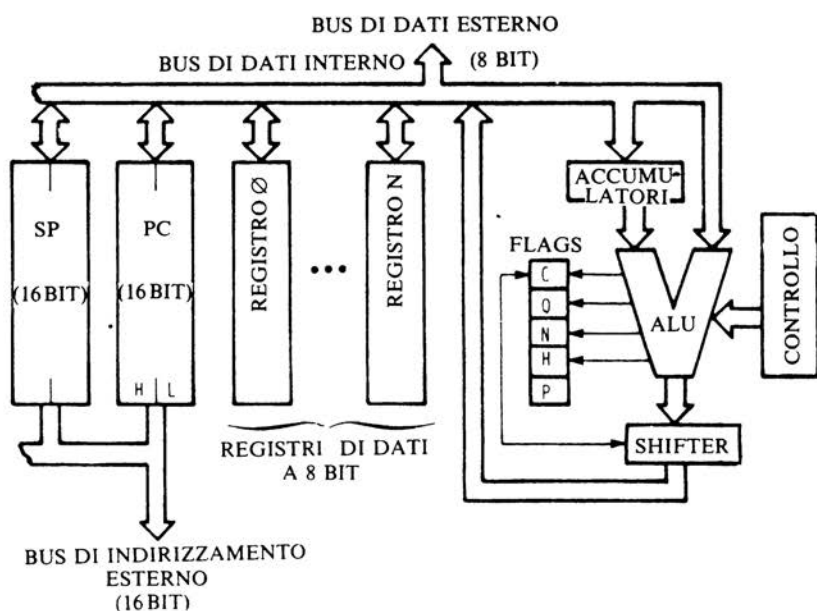 BUS DI DATI ESTERNO
BUS DI DATI INTERNO
(8 BIT)
SP
(16 BIT)
PC
(16 BIT)
H L
REGISTRO Ø
...
REGISTRO N
REGISTRI DI DATI
A 8 BIT
ACCUMU-
LATORI
FLAGS
C
O
N
H
P
ALU
CONTROLLO
SHIFTER
BUS DI INDIRIZZAMENTO
ESTERNO
(16 BIT)